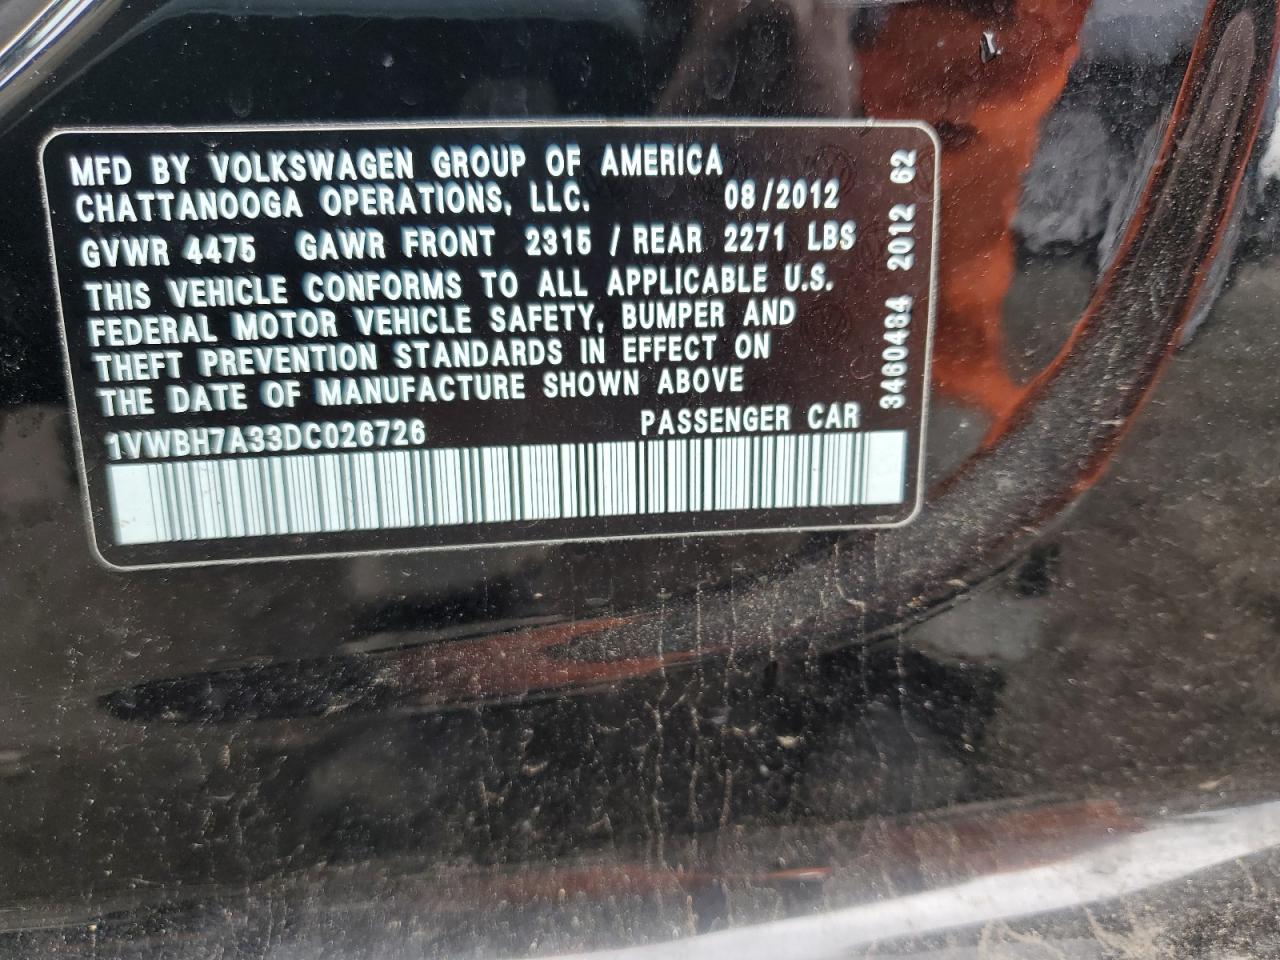 MFD BY VOLKSWAGEN GROUP OF AMERICA
CHATTANOOGA OPERATIONS, LLC. 08/2012
GVWR 4475 GAWR FRONT 2315 / REAR 2271 LBS
THIS VEHICLE CONFORMS TO ALL APPLICABLE U.S.
FEDERAL MOTOR VEHICLE SAFETY, BUMPER AND
THEFT PREVENTION STANDARDS IN EFFECT ON
THE DATE OF MANUFACTURE SHOWN ABOVE
1VWBH7A33DC026726 PASSENGER CAR
3460484 2012 62